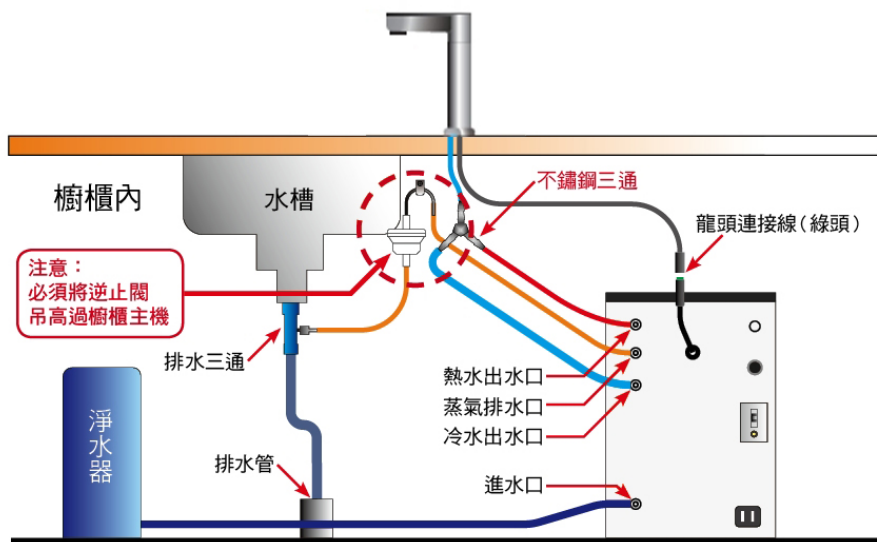 櫥櫃內
水槽
不鏽鋼三通
龍頭連接線（綠頭）
注意：
必須將逆止閥
吊高過櫥櫃主機
排水三通
熱水出水口
蒸氣排水口
冷水出水口
淨水器
排水管
進水口